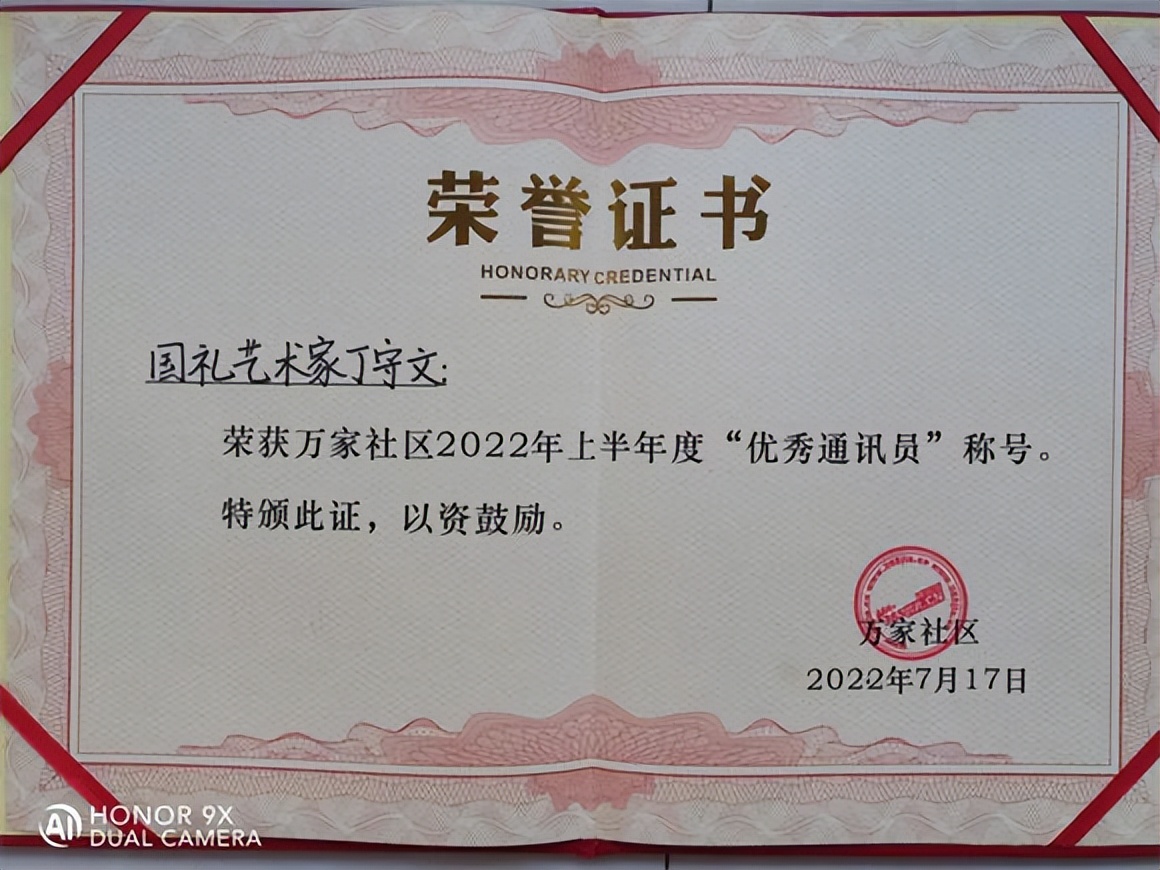 荣誉证书
HONORARY CREDENTIAL
国礼艺术家丁守文:
荣获万家社区2022年上半年度“优秀通讯员”称号。
特颁此证，以资鼓励。
万家社区
2022年7月17日
HONOR 9X
DUAL CAMERA